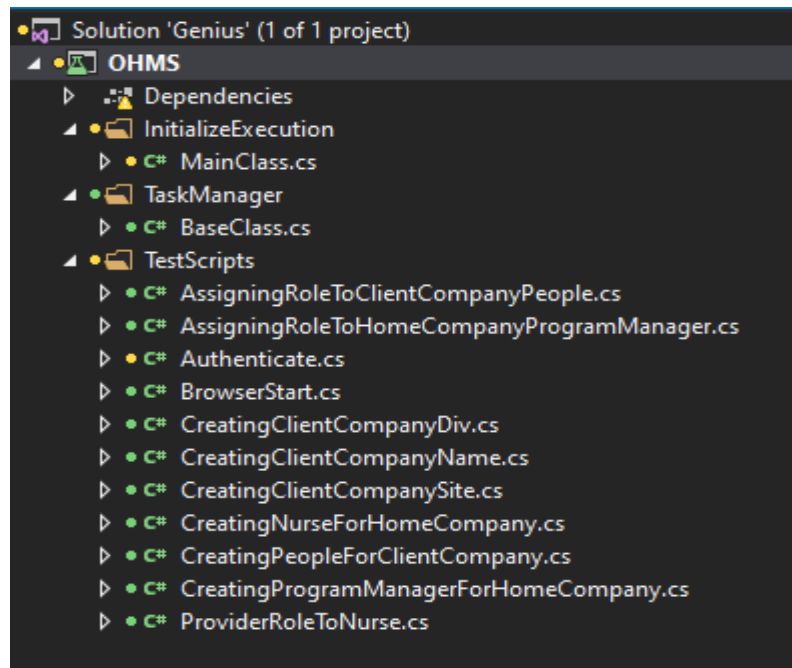 Solution 'Genius' (1 of 1 project)
OHMS
Dependencies
InitializeExecution
C# MainClass.cs
TaskManager
C# BaseClass.cs
TestScripts
C# AssigningRoleToClientCompanyPeople.cs
C# AssigningRoleToHomeCompanyProgramManager.cs
C# Authenticate.cs
C# BrowserStart.cs
C# CreatingClientCompanyDiv.cs
C# CreatingClientCompanyName.cs
C# CreatingClientCompanySite.cs
C# CreatingNurseForHomeCompany.cs
C# CreatingPeopleForClientCompany.cs
C# CreatingProgramManagerForHomeCompany.cs
C# ProviderRoleToNurse.cs